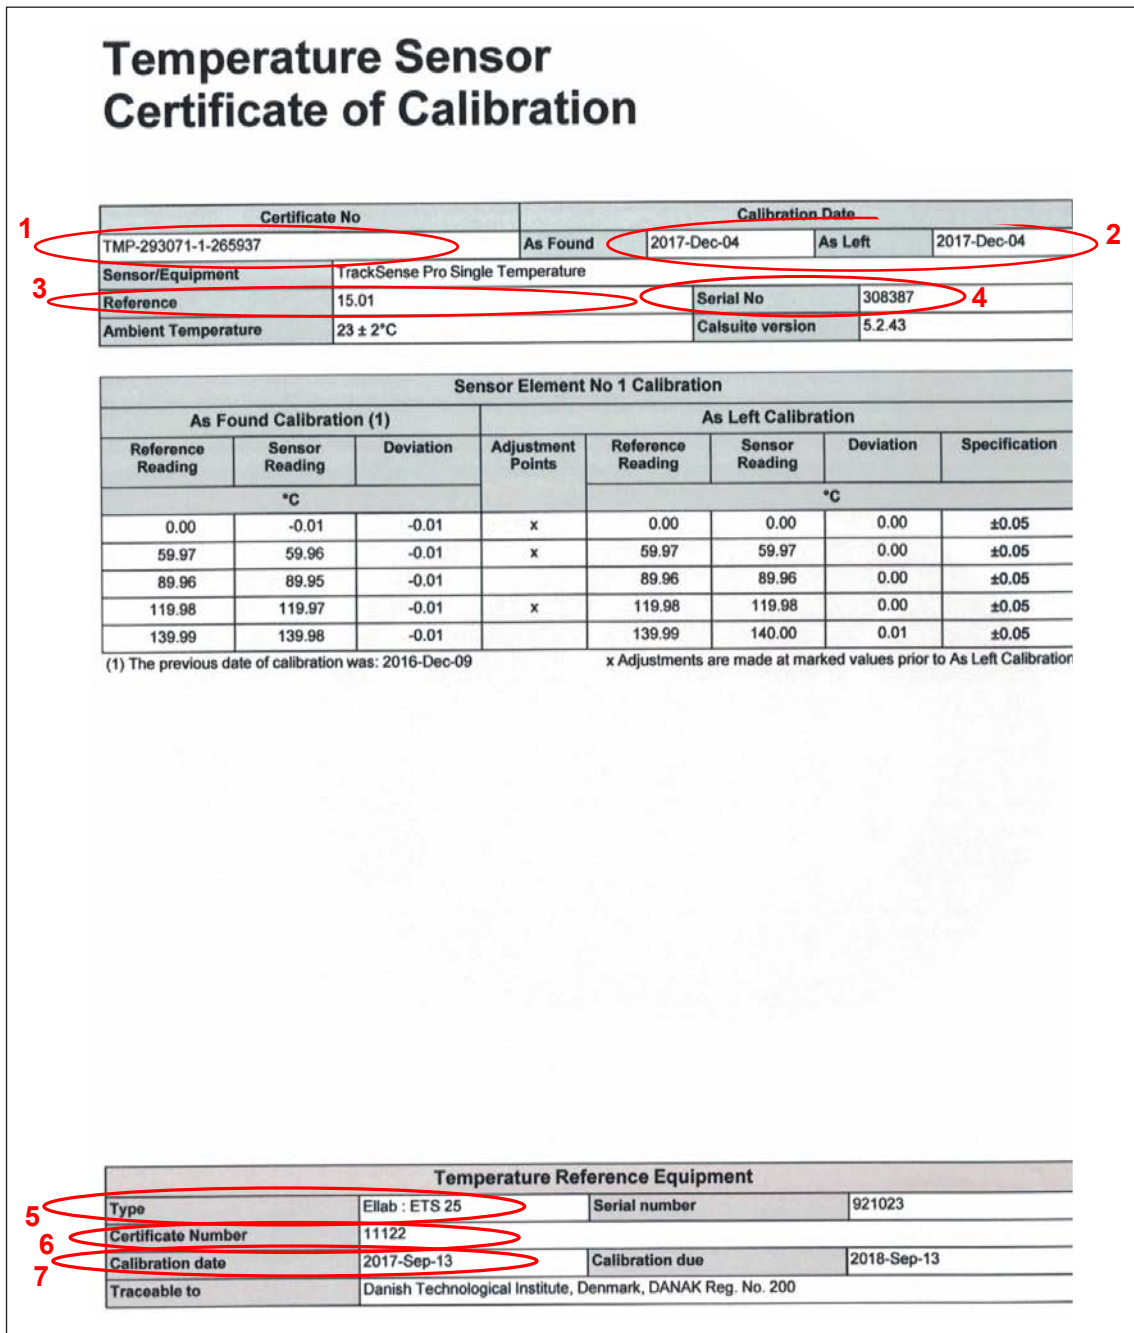 Temperature Sensor
Certificate of Calibration
Certificate No Calibration Date
1 TMP-293071-1-265937 As Found 2017-Dec-04 As Left 2017-Dec-04 2
Sensor/Equipment TrackSense Pro Single Temperature
3 Reference 15.01 Serial No 308387 4
Ambient Temperature 23 ± 2°C Calsuite version 5.2.43
Sensor Element No 1 Calibration
As Found Calibration (1) As Left Calibration
Reference Reading Sensor Reading Deviation Adjustment Points Reference Reading Sensor Reading Deviation Specification
°C °C
0.00 -0.01 -0.01 x 0.00 0.00 0.00 ±0.05
59.97 59.96 -0.01 x 59.97 59.97 0.00 ±0.05
89.96 89.95 -0.01 89.96 89.96 0.00 ±0.05
119.98 119.97 -0.01 x 119.98 119.98 0.00 ±0.05
139.99 139.98 -0.01 139.99 140.00 0.01 ±0.05
(1) The previous date of calibration was: 2016-Dec-09 x Adjustments are made at marked values prior to As Left Calibration
Temperature Reference Equipment
5 Type Ellab : ETS 25 Serial number 921023
6 Certificate Number 11122
7 Calibration date 2017-Sep-13 Calibration due 2018-Sep-13
Traceable to Danish Technological Institute, Denmark, DANAK Reg. No. 200